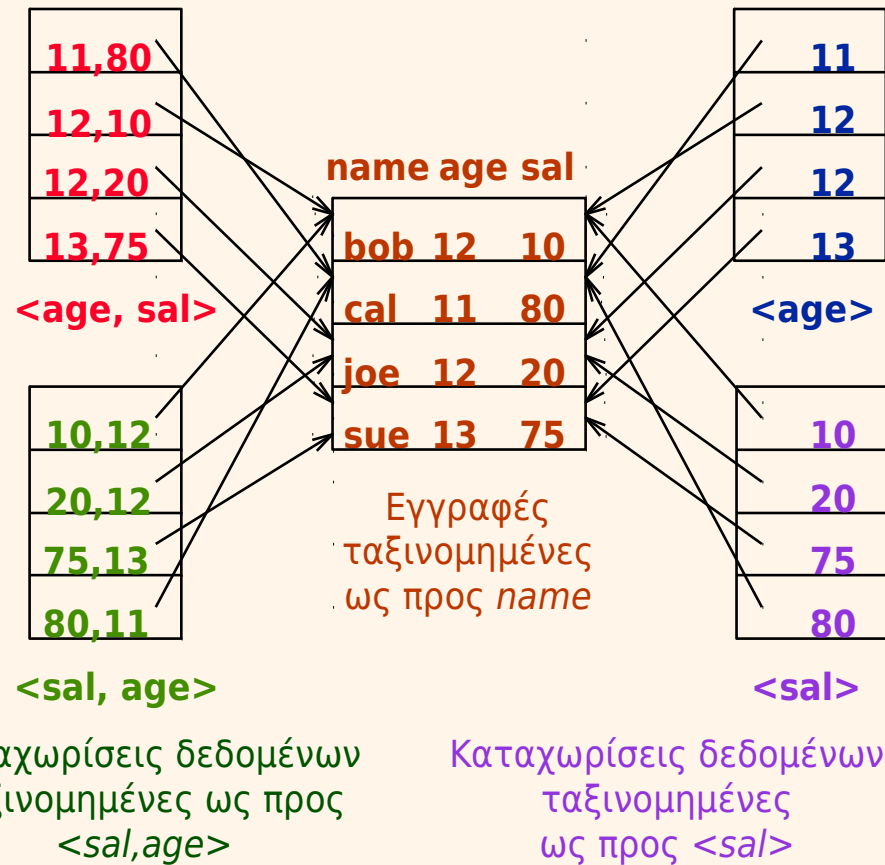 11,80
12,10
12,20
13,75
<age, sal>
10,12
20,12
75,13
80,11
<sal, age>
αχωρίσεις δεδομένων
ξινομημένες ως προς
<sal,age>
name age sal
bob 12 10
cal 11 80
joe 12 20
sue 13 75
Εγγραφές
ταξινομημένες
ως προς name
11
12
12
13
<age>
10
20
75
80
<sal>
Καταχωρίσεις δεδομένων
ταξινομημένες
ως προς <sal>